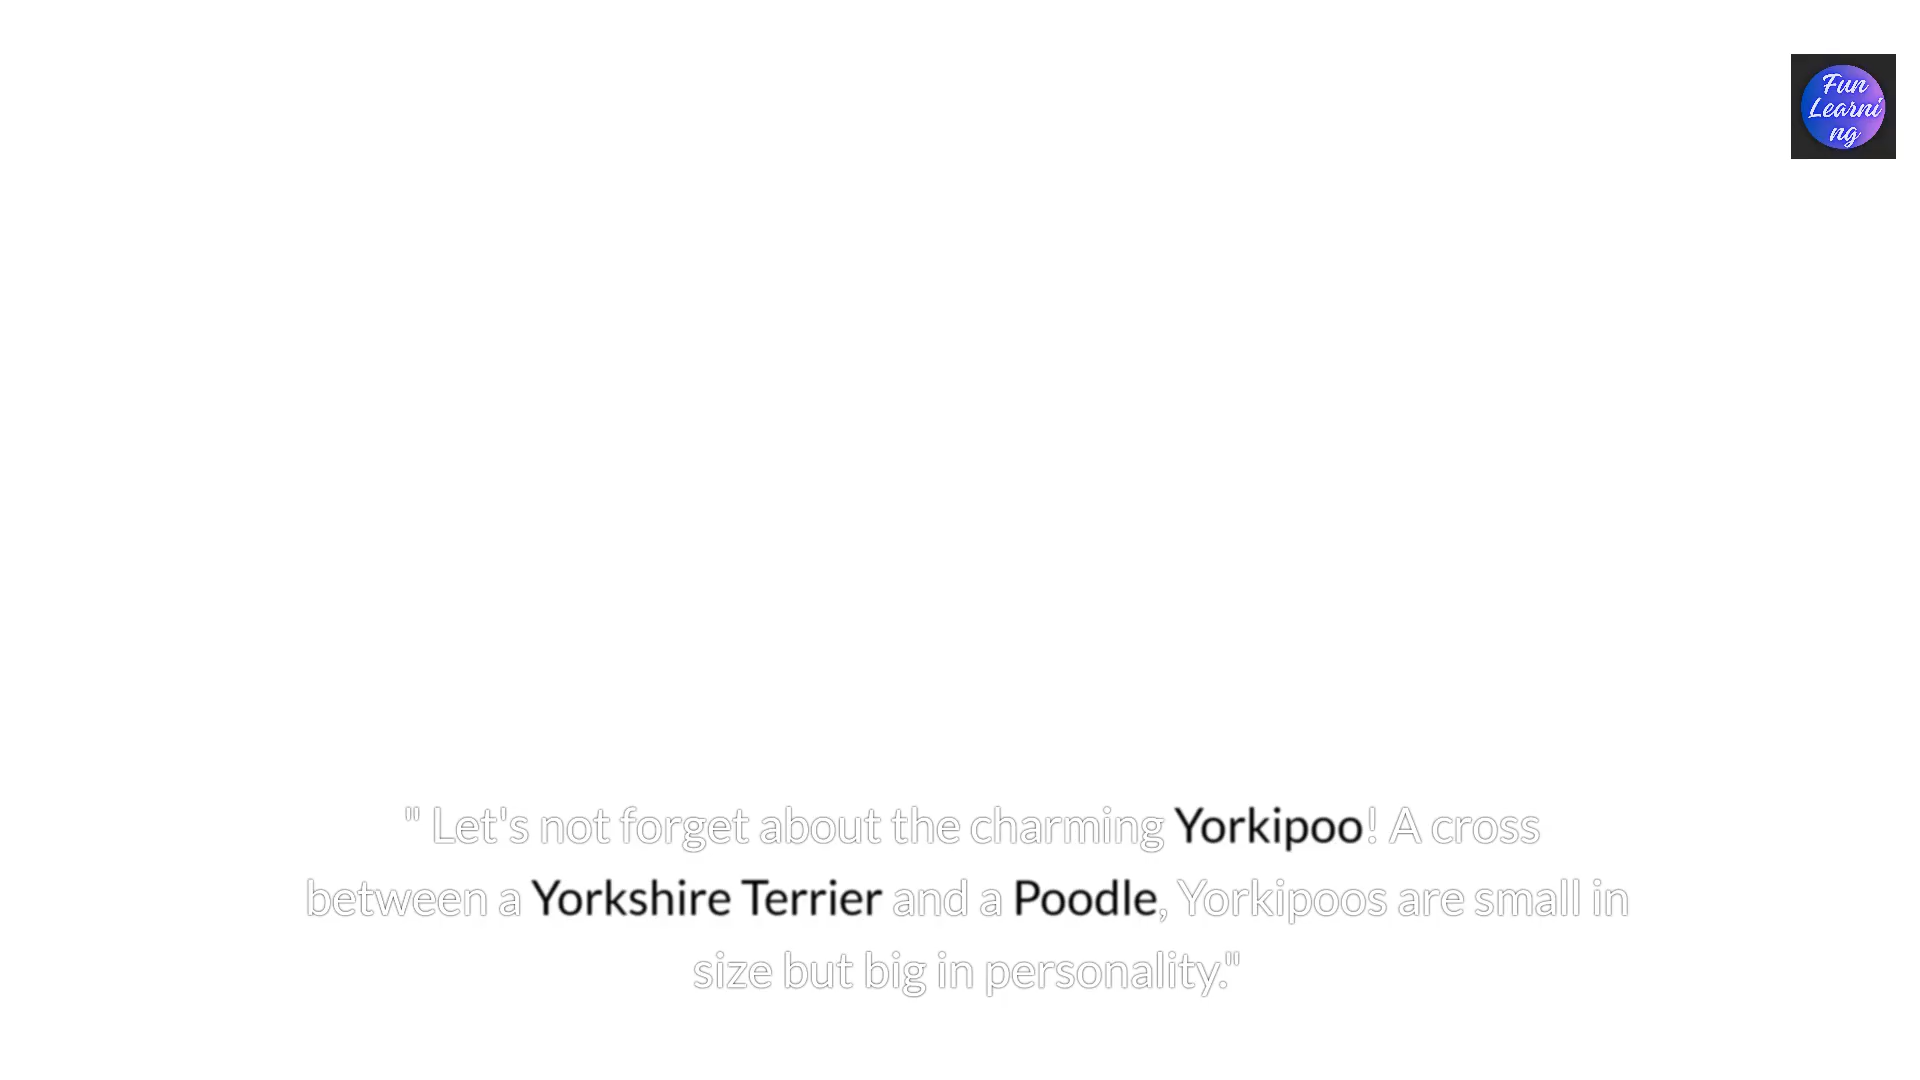 Fun
Learni
ng
" Let's not forget about the charming Yorkipoo! A cross
between a Yorkshire Terrier and a Poodle, Yorkipoos are small in
size but big in personality."